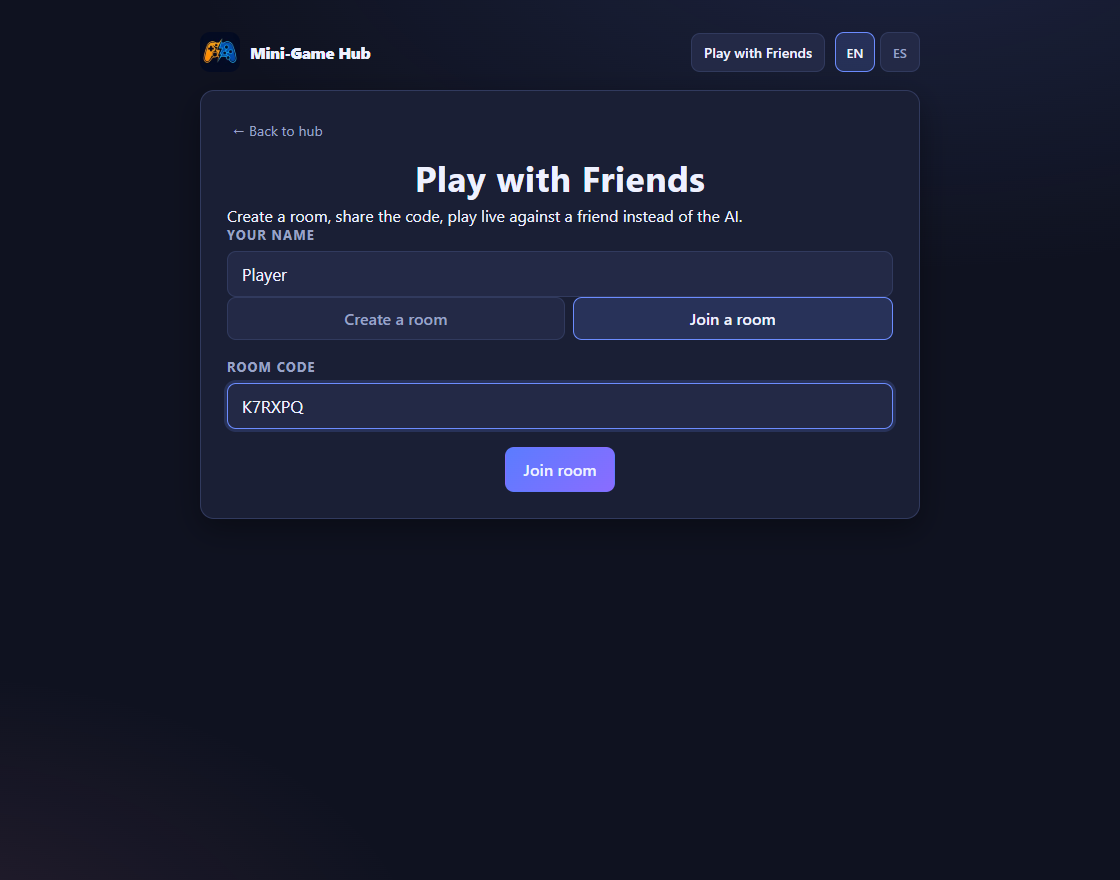 Mini-Game Hub
Play with Friends
EN
ES
← Back to hub
Play with Friends
Create a room, share the code, play live against a friend instead of the AI.
YOUR NAME
Player
Create a room
Join a room
ROOM CODE
K7RXPQ
Join room